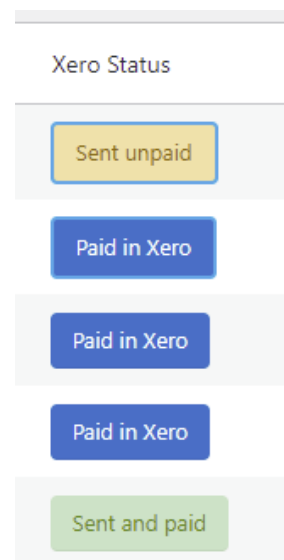 Xero Status
Sent unpaid
Paid in Xero
Paid in Xero
Paid in Xero
Sent and paid